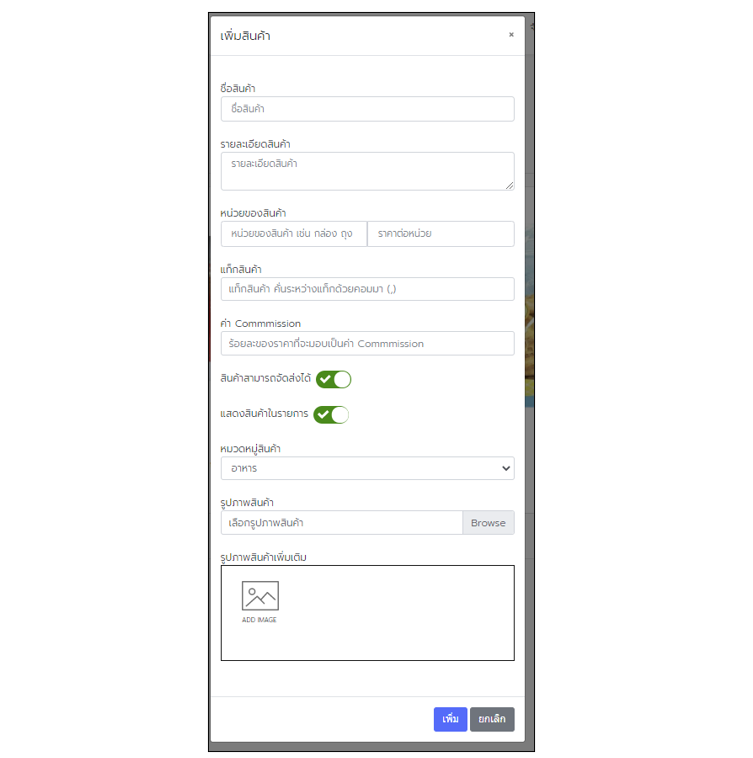 เพิ่มสินค้า ×
ชื่อสินค้า
ชื่อสินค้า
รายละเอียดสินค้า
รายละเอียดสินค้า
หน่วยของสินค้า
หน่วยของสินค้า เช่น กล่อง ถุง ราคาต่อหน่วย
แท็กสินค้า
แท็กสินค้า คั่นระหว่างแท็กด้วยคอมมา (,)
ค่า Commmission
ร้อยละของราคาที่จะมอบเป็นค่า Commmission
สินค้าสามารถจัดส่งได้
แสดงสินค้าในรายการ
หมวดหมู่สินค้า
อาหาร
รูปภาพสินค้า
เลือกรูปภาพสินค้า Browse
รูปภาพสินค้าเพิ่มเติม
ADD IMAGE
เพิ่ม ยกเลิก